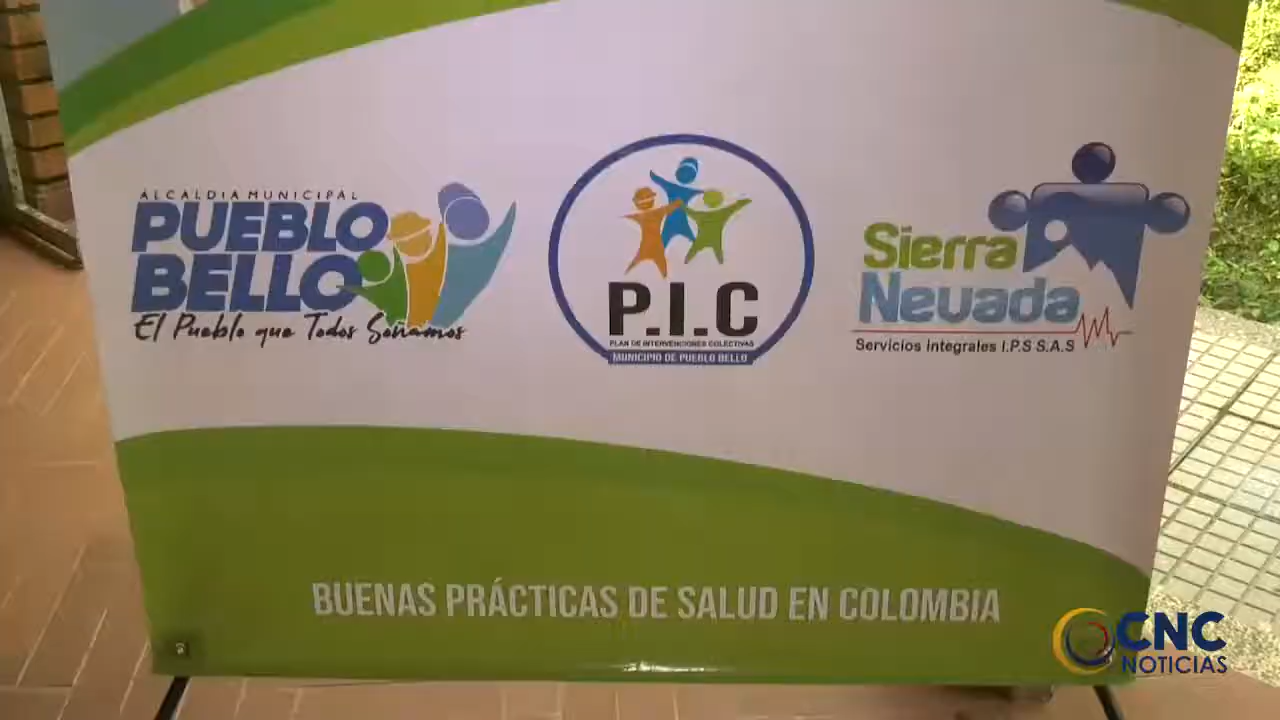 ALCALDIA MUNICIPAL
PUEBLO
BELLO
El Pueblo que Todos Soñamos
P.I.C
PLAN DE INTERVENCIONES COLECTIVAS
MUNICIPIO DE PUEBLO BELLO
Sierra
Nevada
Servicios Integrales I.P.S S.A.S
BUENAS PRÁCTICAS DE SALUD EN COLOMBIA
CNC
NOTICIAS